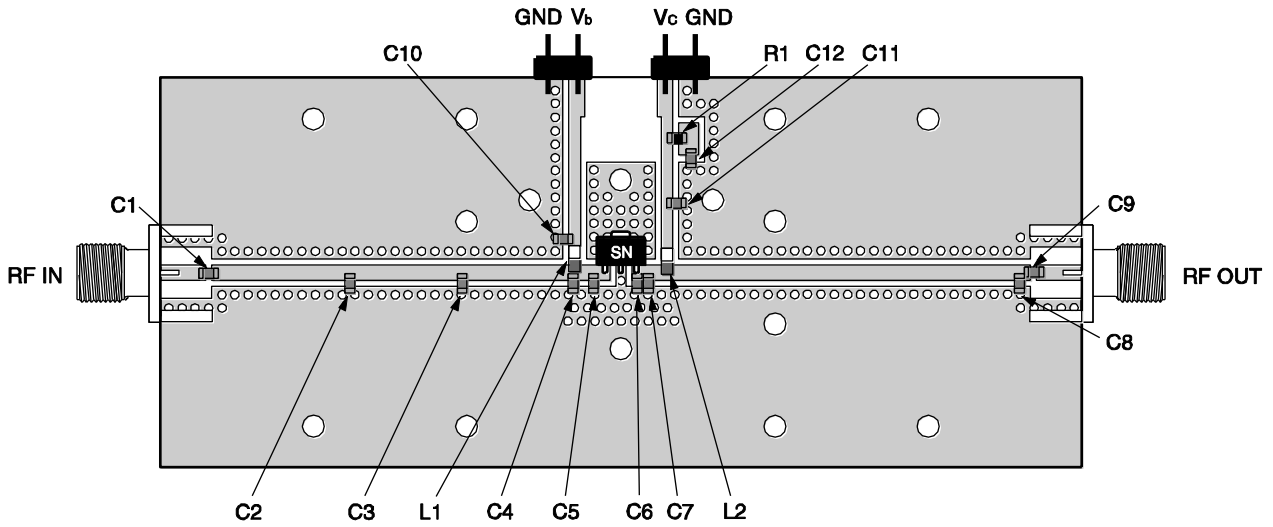 GND Vb Vc GND
C10 R1 C12 C11
C1 C9
SN
RF IN RF OUT
C8
C2 C3 L1 C4 C5 C6 C7 L2